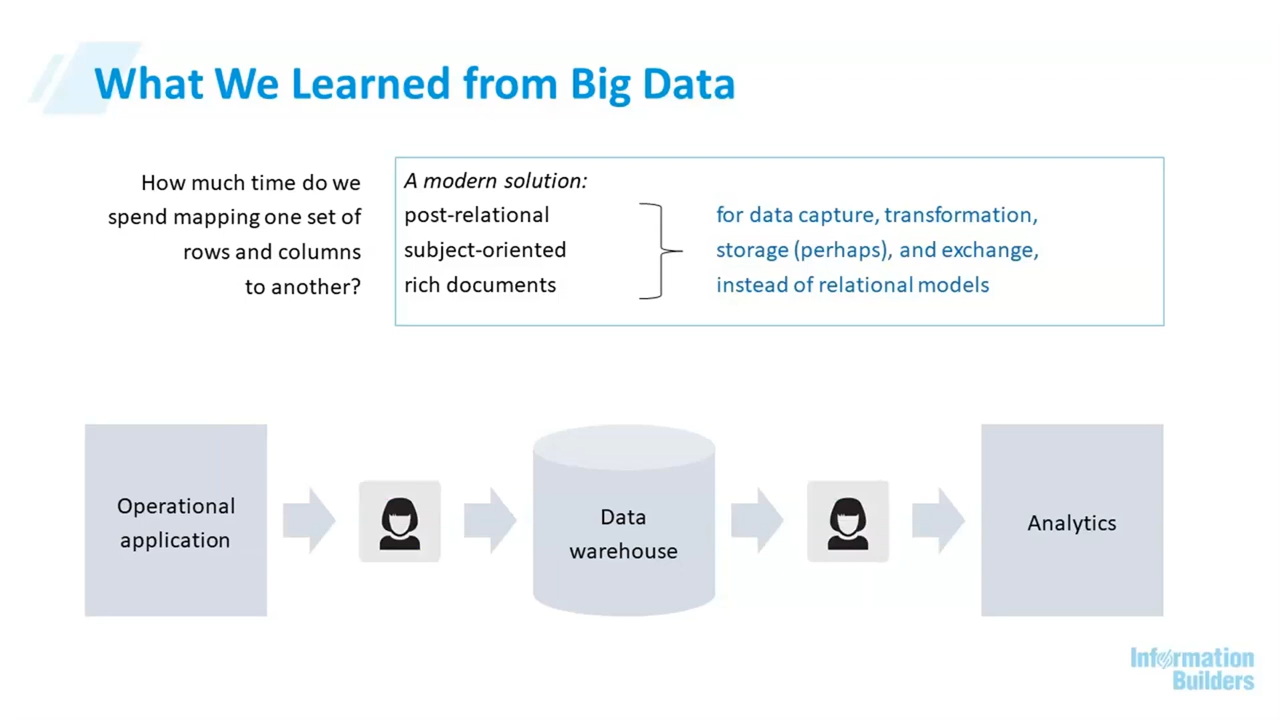 What We Learned from Big Data
How much time do we
spend mapping one set of
rows and columns
to another?
A modern solution:
post-relational
subject-oriented
rich documents
for data capture, transformation,
storage (perhaps), and exchange,
instead of relational models
Operational
application
Data
warehouse
Analytics
Information
Builders